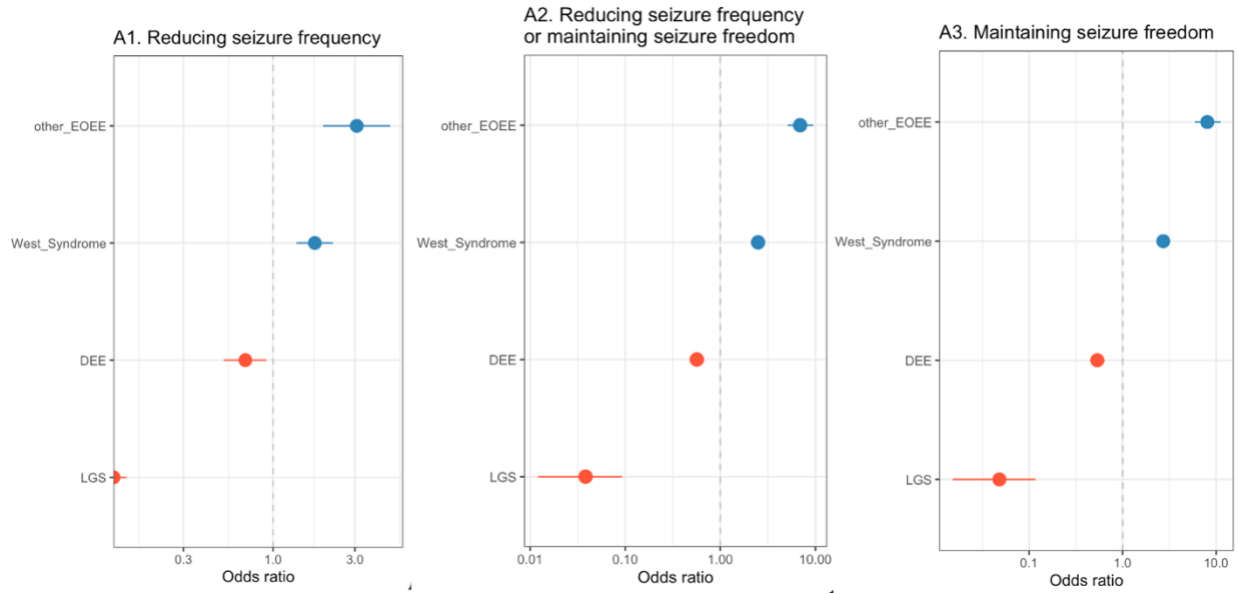 A1. Reducing seizure frequency
other_EOEE
West_Syndrome
DEE
LGS
0.3 1.0 3.0
Odds ratio
A2. Reducing seizure frequency
or maintaining seizure freedom
other_EOEE
West_Syndrome
DEE
LGS
0.01 0.10 1.00 10.00
Odds ratio
A3. Maintaining seizure freedom
other_EOEE
West_Syndrome
DEE
LGS
0.1 1.0 10.0
Odds ratio